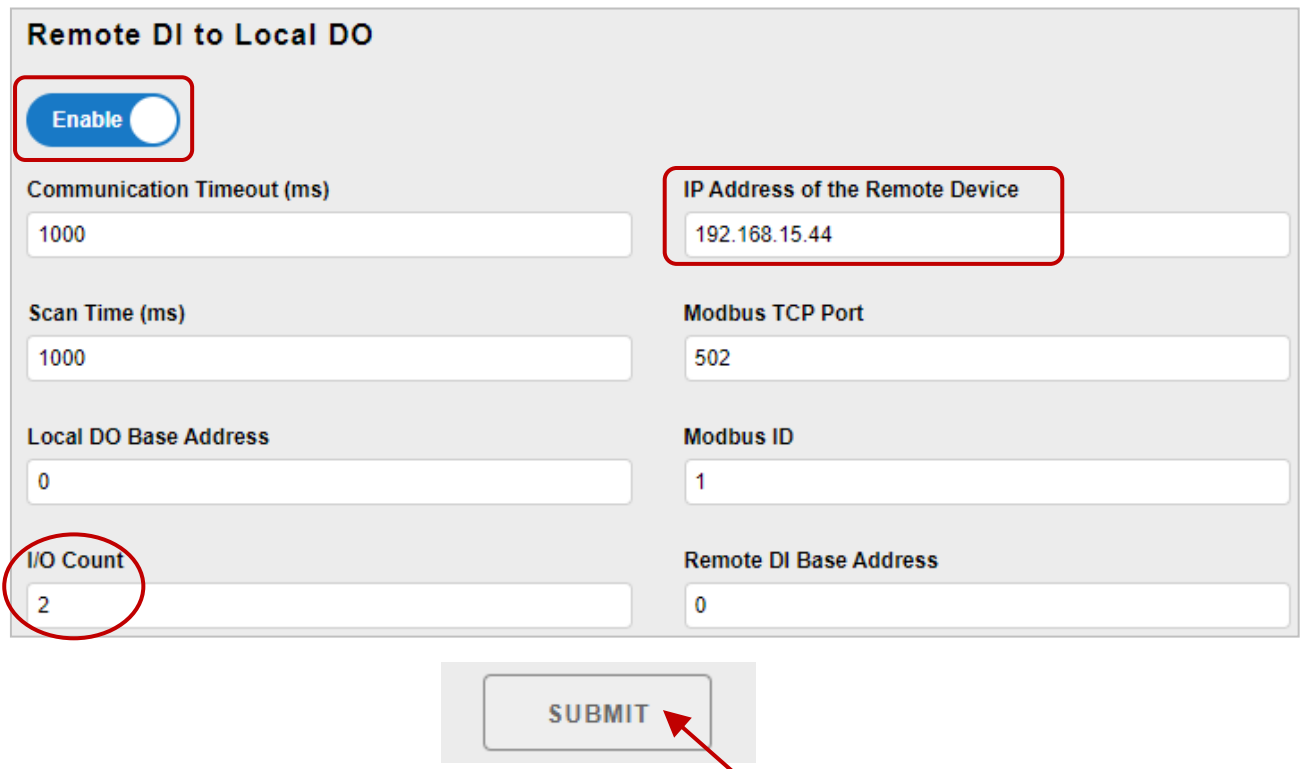 Remote DI to Local DO
Enable
Communication Timeout (ms)
IP Address of the Remote Device
1000
192.168.15.44
Scan Time (ms)
Modbus TCP Port
1000
502
Local DO Base Address
Modbus ID
0
1
I/O Count
Remote DI Base Address
2
0
SUBMIT